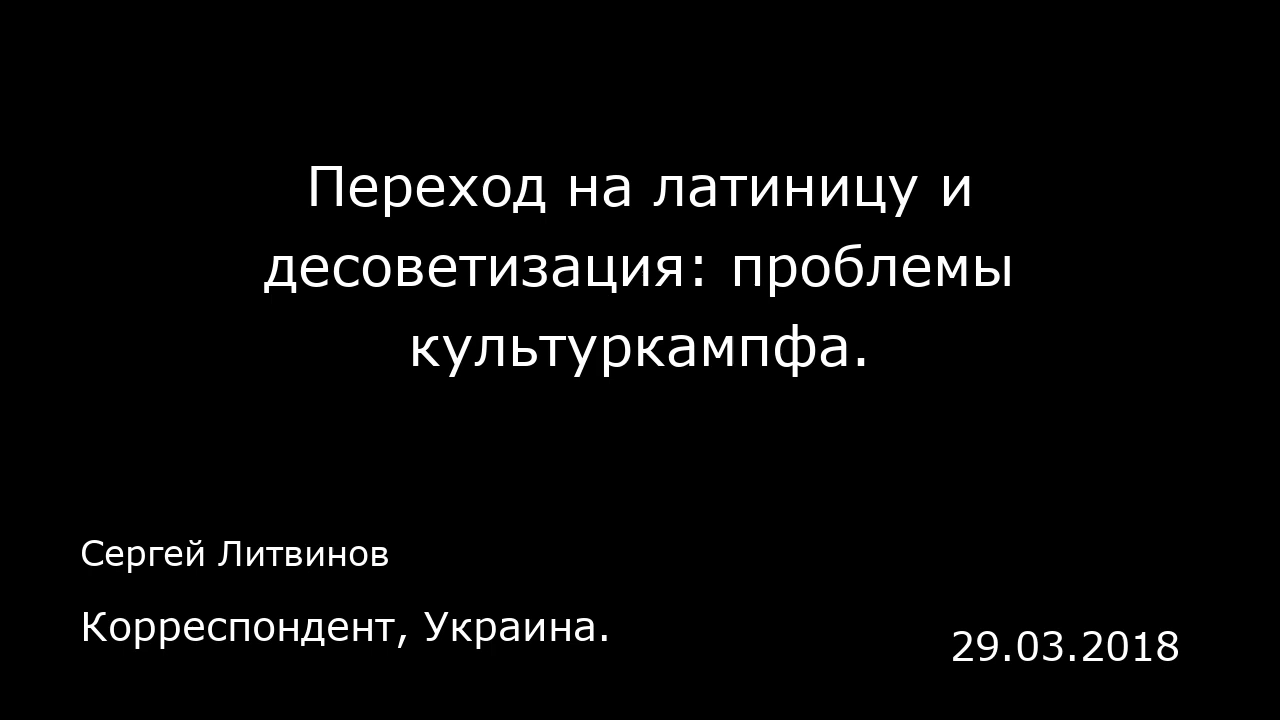 Переход на латиницу и
десоветизация: проблемы
культуркампфа.
Сергей Литвинов
Корреспондент, Украина.
29.03.2018